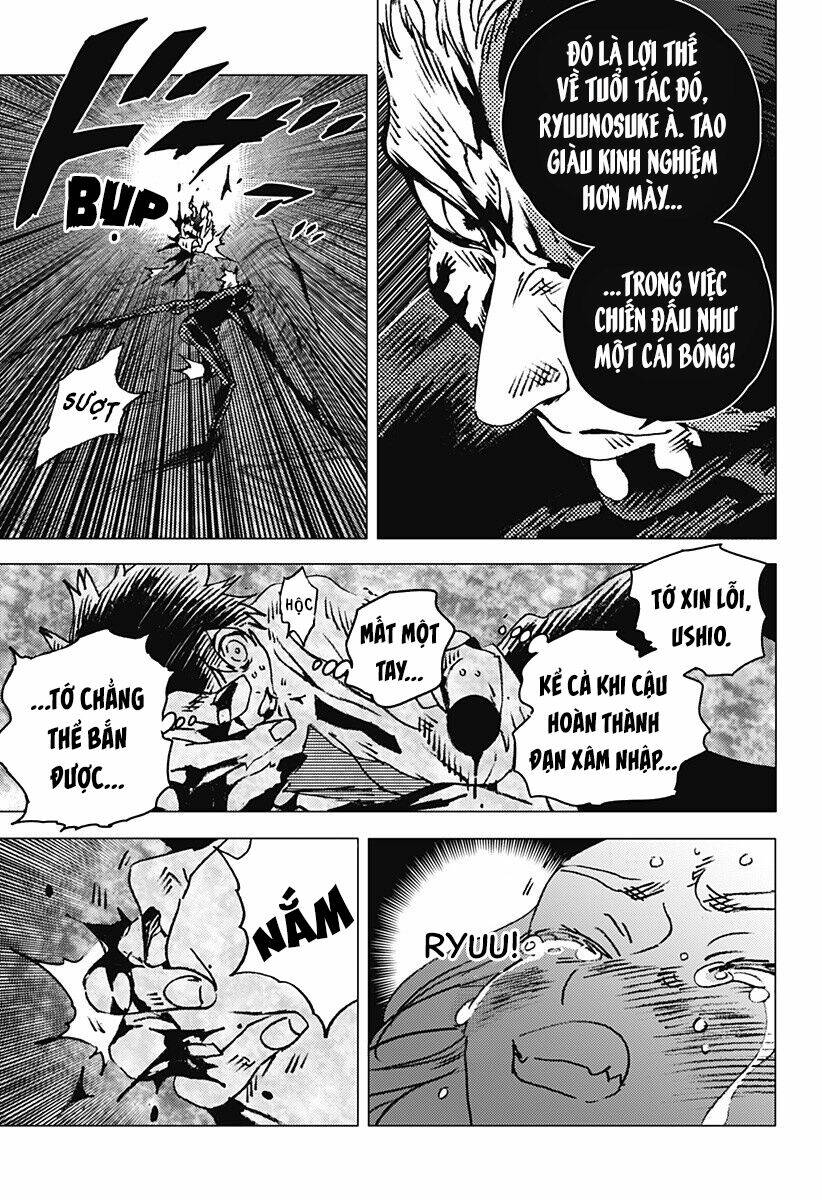 ĐÓ LÀ LỢI THẾ
VỀ TUỔI TÁC ĐÓ,
RYUUNOSUKE À. TAO
GIÀU KINH NGHIỆM
HƠN MÀY...
...TRONG VIỆC
CHIẾN ĐẤU NHƯ
MỘT CÁI BÓNG!
ドドド
BỤP
SƯỢT
TỚ XIN LỖI,
USHIO.
KỂ CẢ KHI CẬU
HOÀN THÀNH
ĐẠN XÂM NHẬP...
MẤT MỘT
TAY...
HỘC
...TỚ CHẲNG
THỂ BẮN
ĐƯỢC...
RYUU!
NẮM